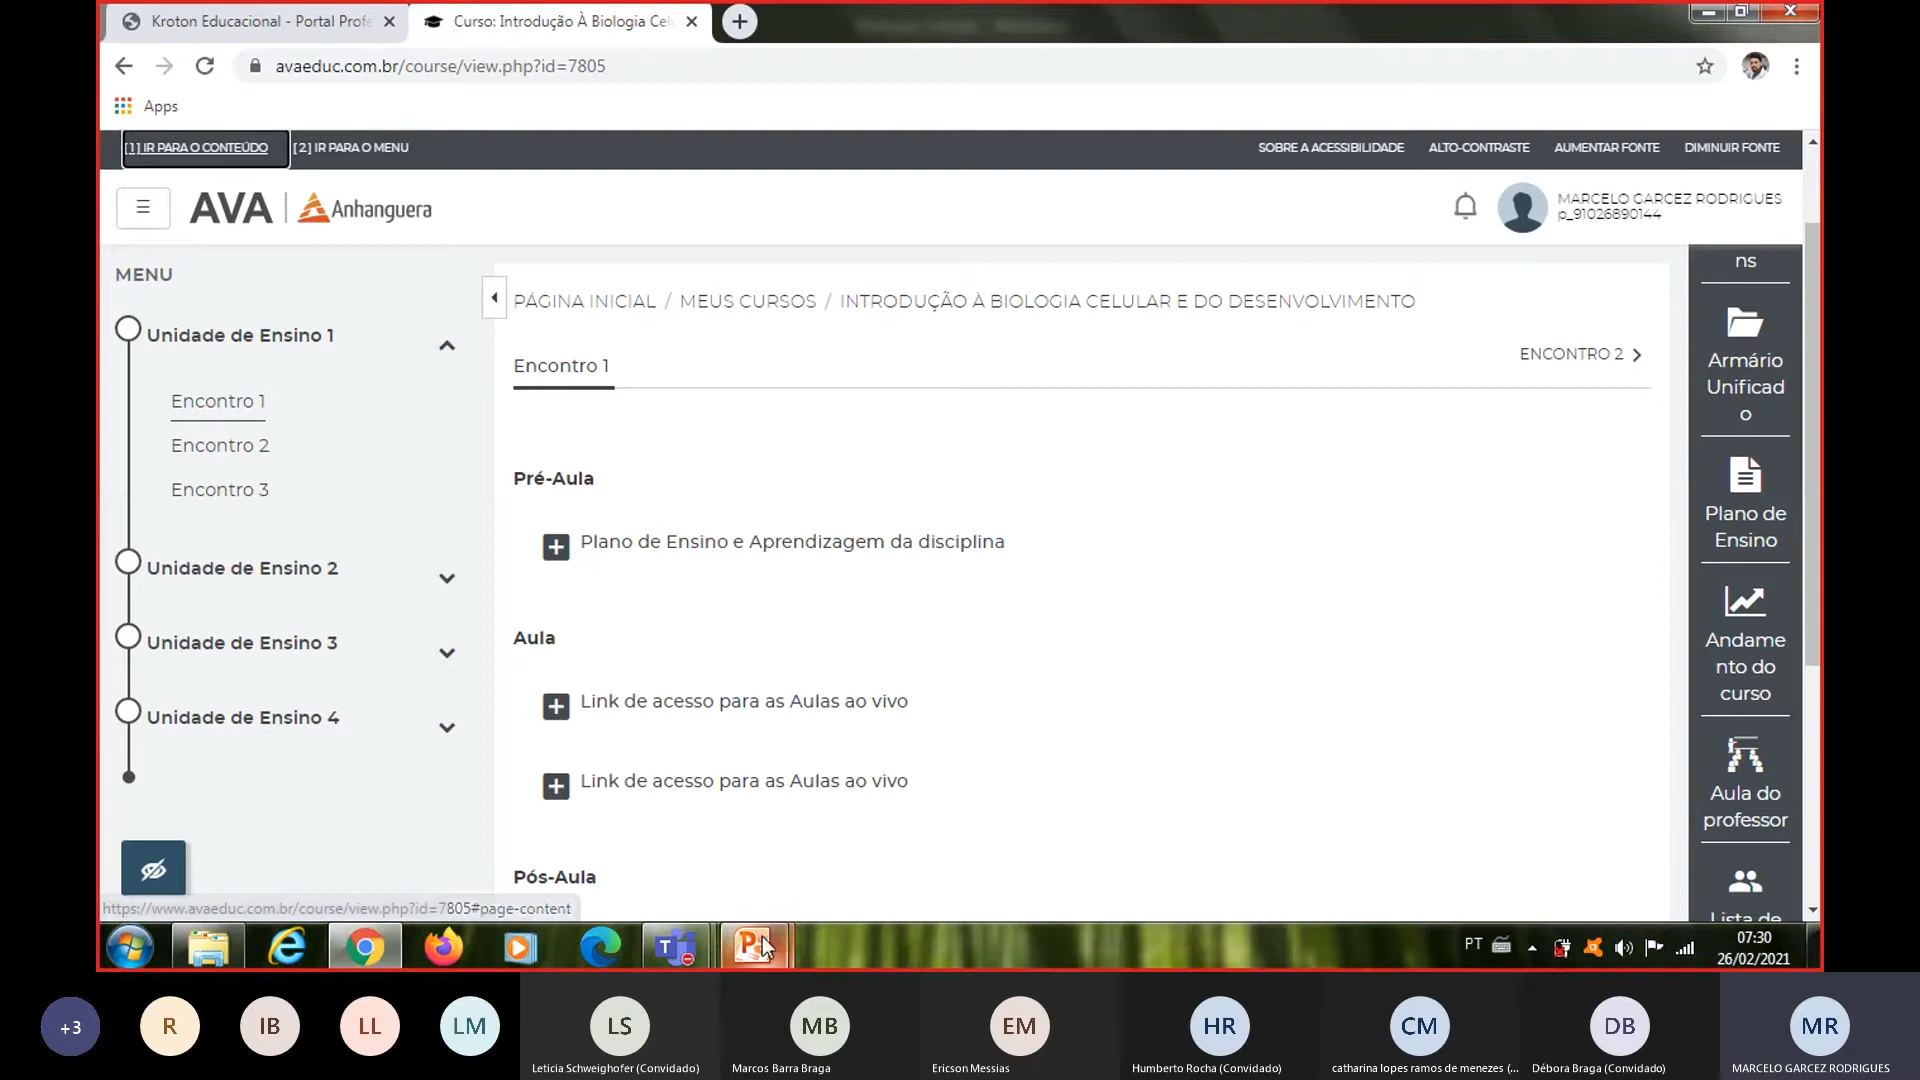 Kroton Educacional - Portal Profe
Curso: Introdução À Biologia Celu
avaeduc.com.br/course/view.php?id=7805
Apps
[1] IR PARA O CONTEÚDO
[2] IR PARA O MENU
SOBRE A ACESSIBILIDADE
ALTO-CONTRASTE
AUMENTAR FONTE
DIMINUIR FONTE
AVA | Anhanguera
MARCELO GARCEZ RODRIGUES
p_91026890144
MENU
Unidade de Ensino 1
Encontro 1
Encontro 2
Encontro 3
Unidade de Ensino 2
Unidade de Ensino 3
Unidade de Ensino 4
PÁGINA INICIAL / MEUS CURSOS / INTRODUÇÃO À BIOLOGIA CELULAR E DO DESENVOLVIMENTO
Encontro 1
ENCONTRO 2
Pré-Aula
Plano de Ensino e Aprendizagem da disciplina
Aula
Link de acesso para as Aulas ao vivo
Link de acesso para as Aulas ao vivo
Pós-Aula
ns
Armário
Unificad
o
Plano de
Ensino
Andame
nto do
curso
Aula do
professor
Lista de
https://www.avaeduc.com.br/course/view.php?id=7805#page-content
PT
07:30
26/02/2021
+3
R
IB
LL
LM
LS
Leticia Schweighofer (Convidado)
MB
Marcos Barra Braga
EM
Ericson Messias
HR
Humberto Rocha (Convidado)
CM
catharina lopes ramos de menezes (...
DB
Débora Braga (Convidado)
MR
MARCELO GARCEZ RODRIGUES